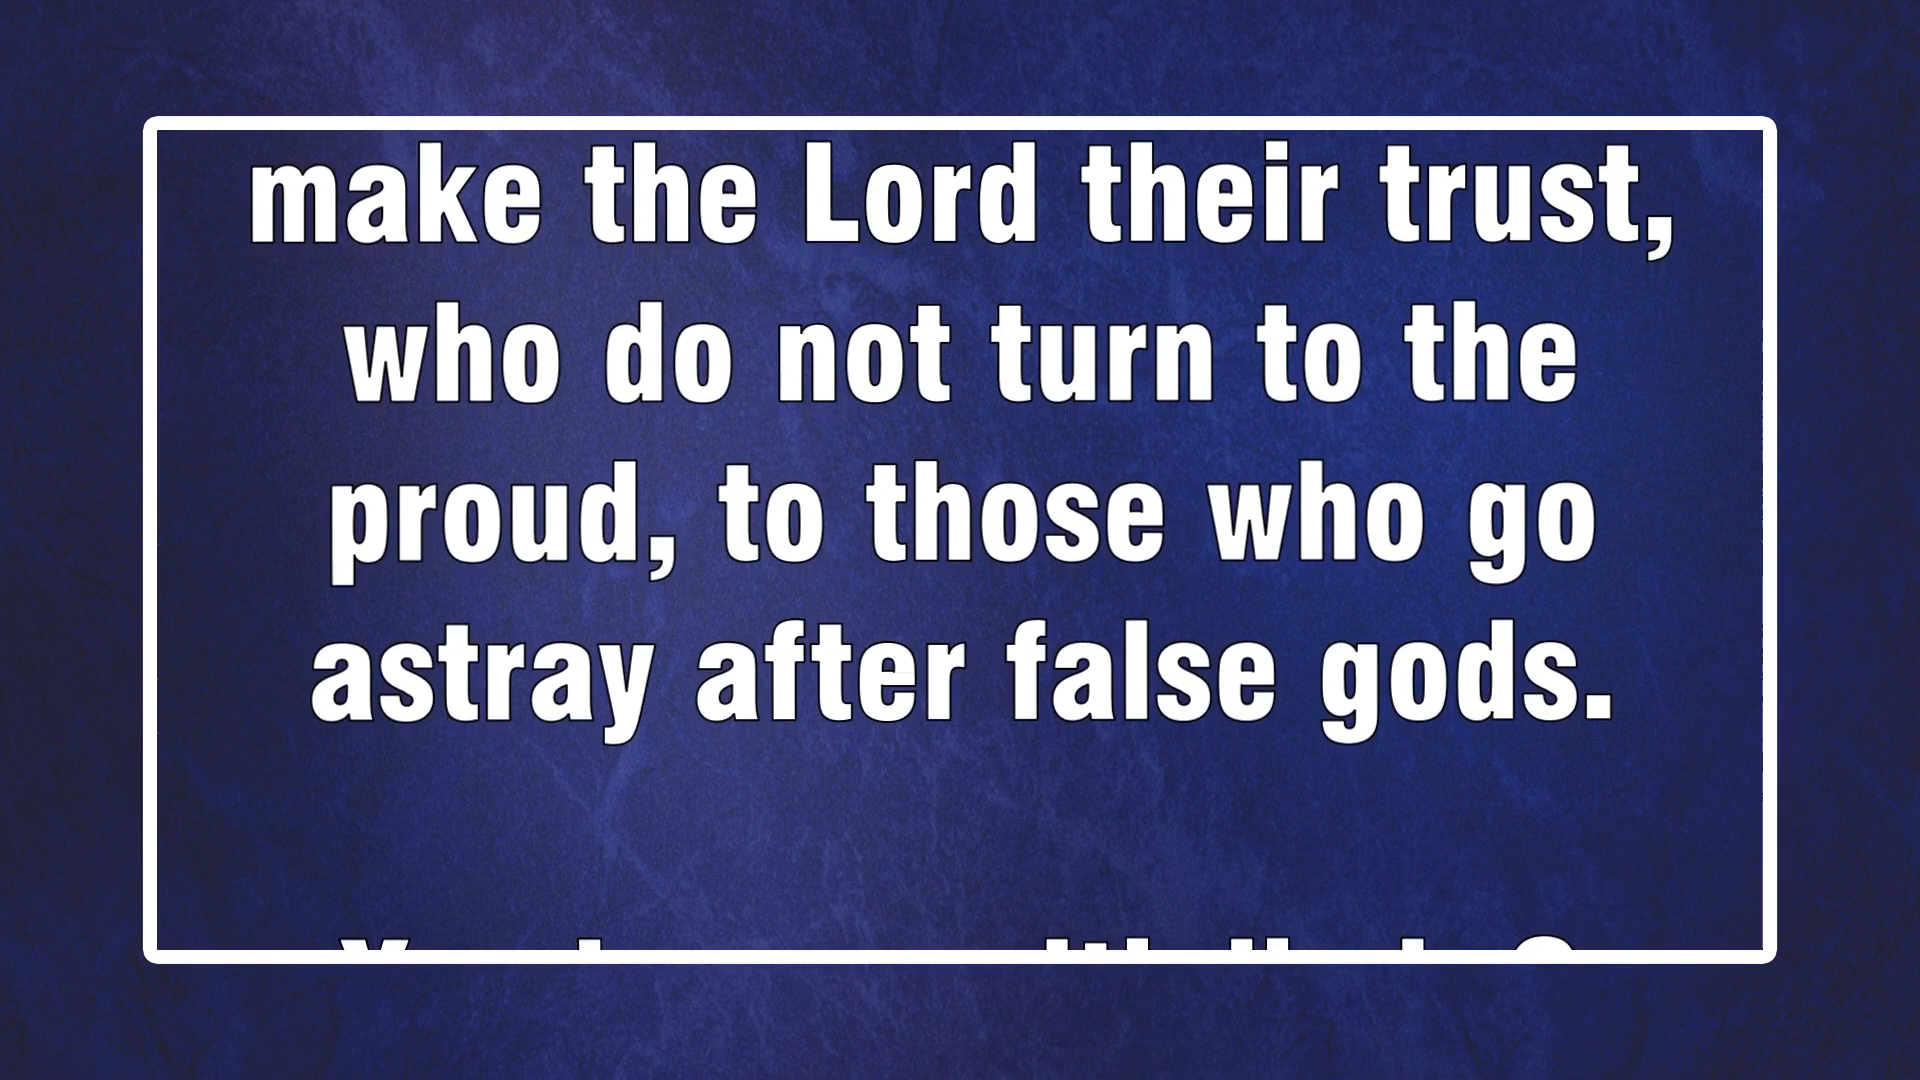 make the Lord their trust,
who do not turn to the
proud, to those who go
astray after false gods.